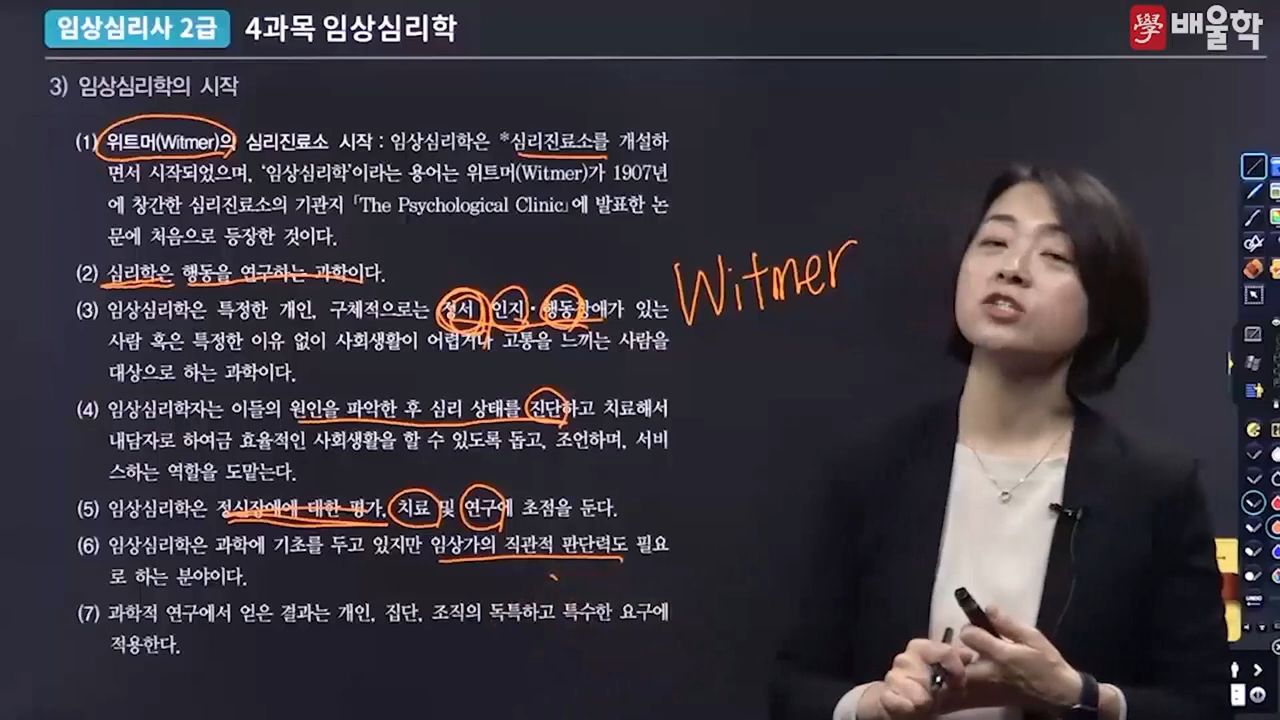 임상심리사 2급 4과목 임상심리학
學 배울학
3) 임상심리학의 시작
(1) 위트머(Witmer)의 심리진료소 시작 : 임상심리학은 *심리진료소를 개설하
면서 시작되었으며, '임상심리학'이라는 용어는 위트머(Witmer)가 1907년
에 창간한 심리진료소의 기관지 「The Psychological Clinic」에 발표한 논
문에 처음으로 등장한 것이다.
(2) 심리학은 행동을 연구하는 과학이다.
(3) 임상심리학은 특정한 개인, 구체적으로는 정서·인지·행동장애가 있는
사람 혹은 특정한 이유 없이 사회생활이 어렵거나 고통을 느끼는 사람을
대상으로 하는 과학이다.
Witmer
(4) 임상심리학자는 이들의 원인을 파악한 후 심리 상태를 진단하고 치료해서
내담자로 하여금 효율적인 사회생활을 할 수 있도록 돕고, 조언하며, 서비
스하는 역할을 도맡는다.
(5) 임상심리학은 정신장애에 대한 평가, 치료 및 연구에 초점을 둔다.
(6) 임상심리학은 과학에 기초를 두고 있지만 임상가의 직관적 판단력도 필요
로 하는 분야이다.
(7) 과학적 연구에서 얻은 결과는 개인, 집단, 조직의 독특하고 특수한 요구에
적용한다.